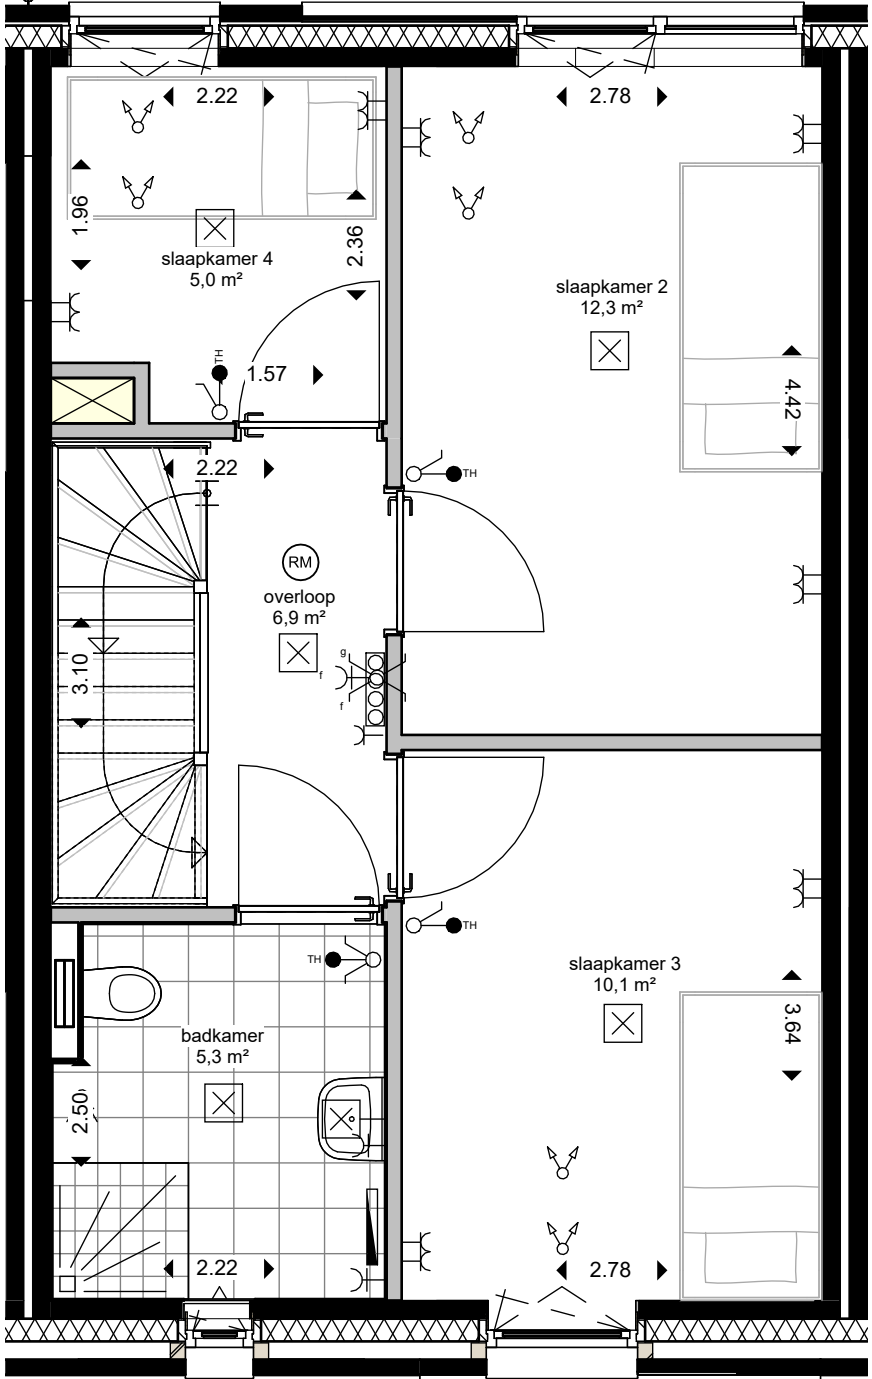 2.22
2.78
1.96
2.36
slaapkamer 4
5,0 m²
slaapkamer 2
12,3 m²
TH
1.57
4.42
2.22
TH
RM
overloop
6,9 m²
g
f
f
3.10
TH
TH
slaapkamer 3
10,1 m²
3.64
badkamer
5,3 m²
2.50
2.22
2.78